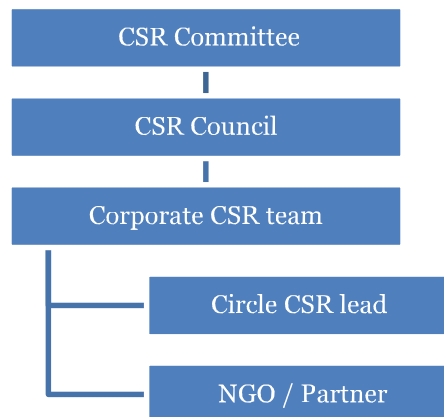 CSR Committee
CSR Council
Corporate CSR team
Circle CSR lead
NGO / Partner